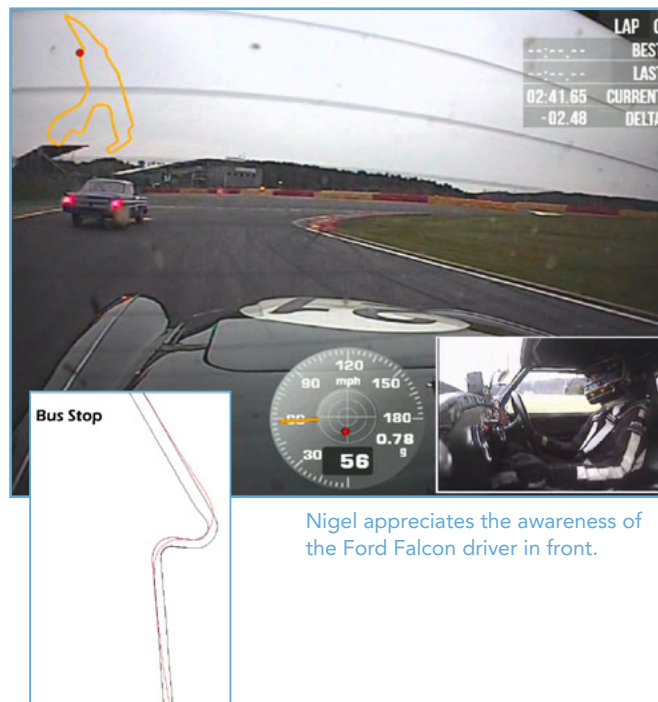 LAP
--:--.-- BEST
--:--.-- LAST
02:41.65 CURRENT
-02.48 DELTA
120
90 mph 150
60 180
0.78
g
30 56
Bus Stop
Nigel appreciates the awareness of
the Ford Falcon driver in front.